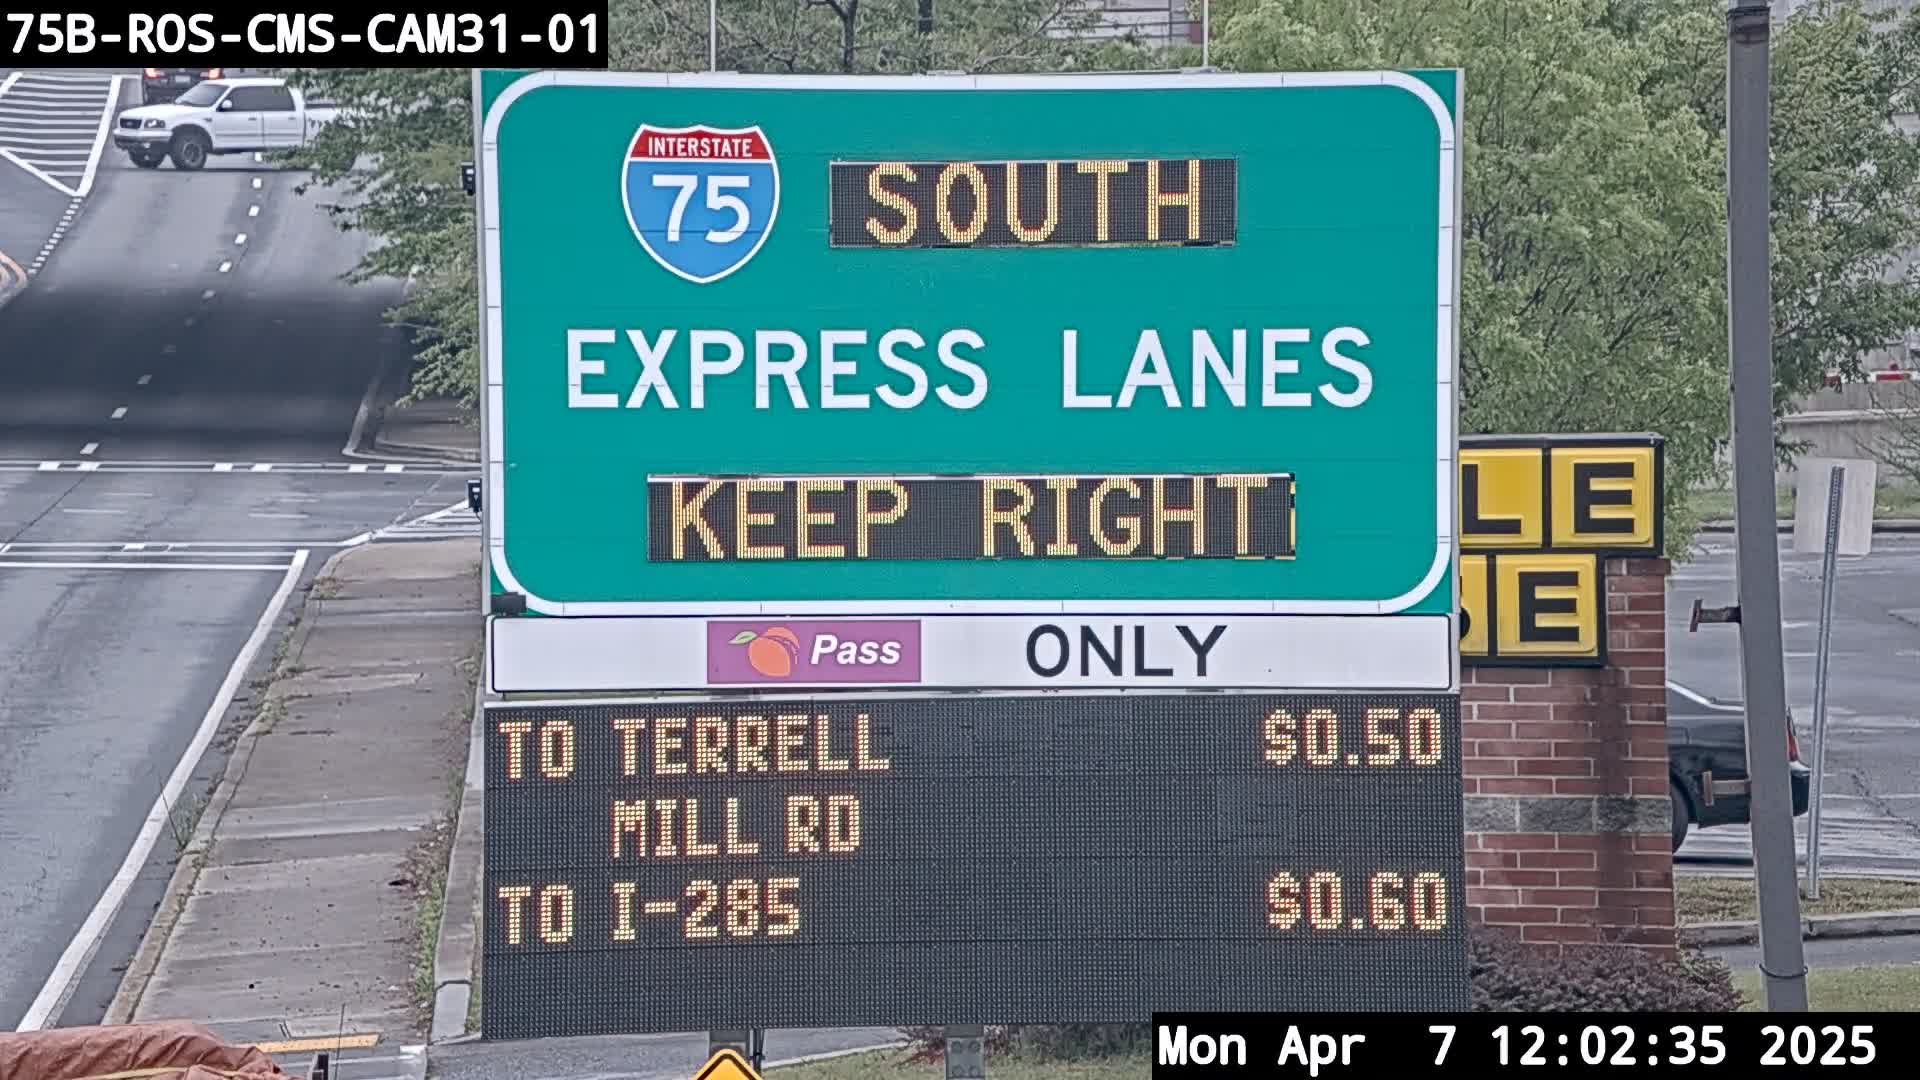 75B-ROS-CMS-CAM31-01
INTERSTATE
75
SOUTH
EXPRESS LANES
KEEP RIGHT
Pass ONLY
TO TERRELL $0.50
MILL RD
TO I-285 $0.60
LE
E
Mon Apr 7 12:02:35 2025